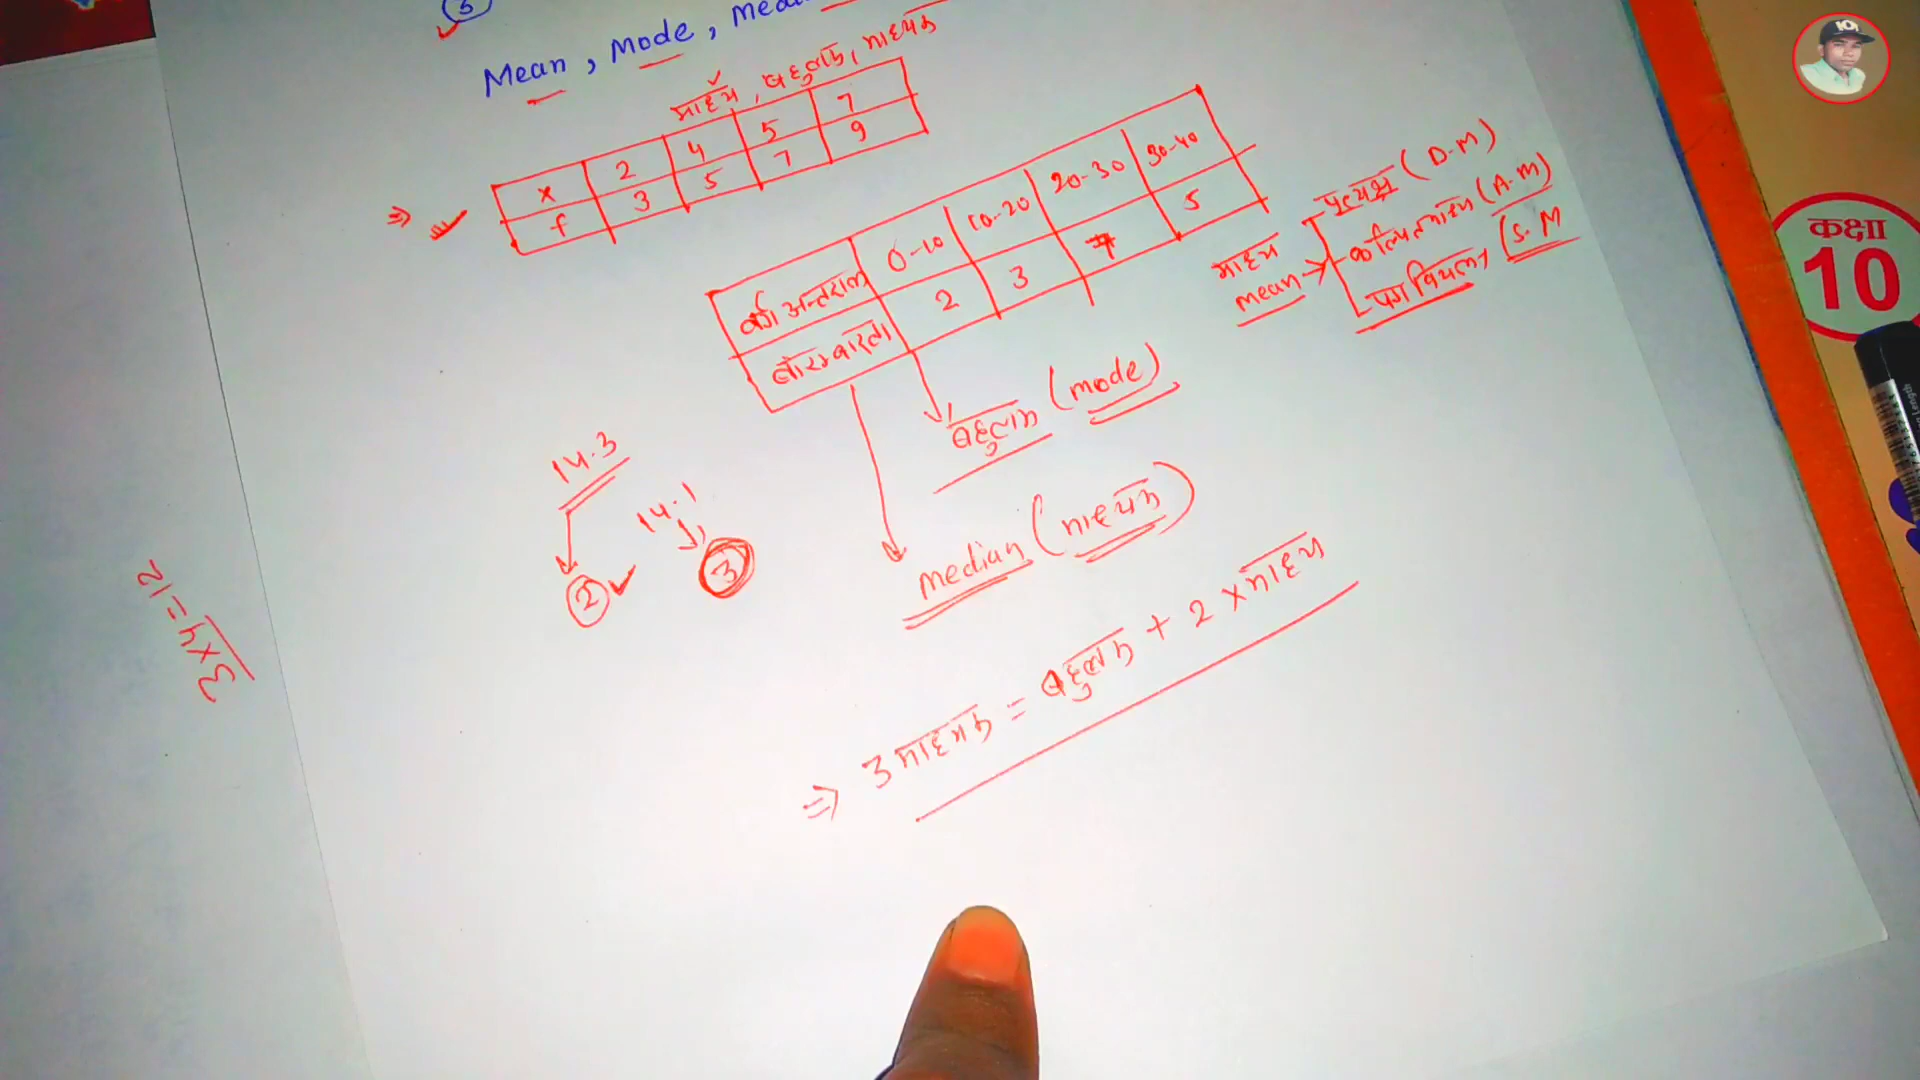 3
Mean, Mode, Med
माध्य, बहुलक, माध्यक
x 2 4 5 7
f 3 5 7 9
वर्ग अन्तराल 0-10 10-20 20-30 30-40
बारम्बारता 2 3 7 5
माध्य
mean →
प्रत्यक्ष (D.M)
कल्पित माध्य (A.M)
पग विचलन (S.M
बहुलक (mode)
median (माध्यक)
14.3
2
14.1
3
3x4=12
⇒ 3 माध्यक = बहुलक + 2 x माध्य
कक्षा
10